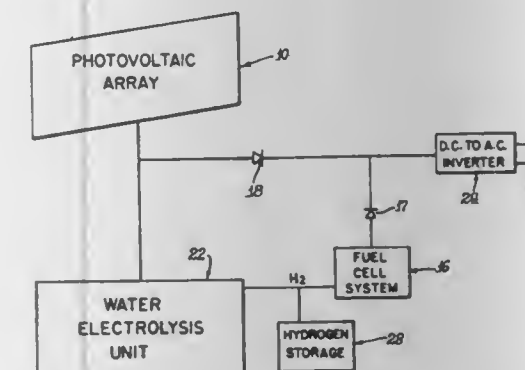 PHOTOVOLTAIC
ARRAY
10
D.C. TO A.C.
INVERTER
20
18
17
22
FUEL
CELL
SYSTEM
16
H2
WATER
ELECTROLYSIS
UNIT
HYDROGEN
STORAGE
28